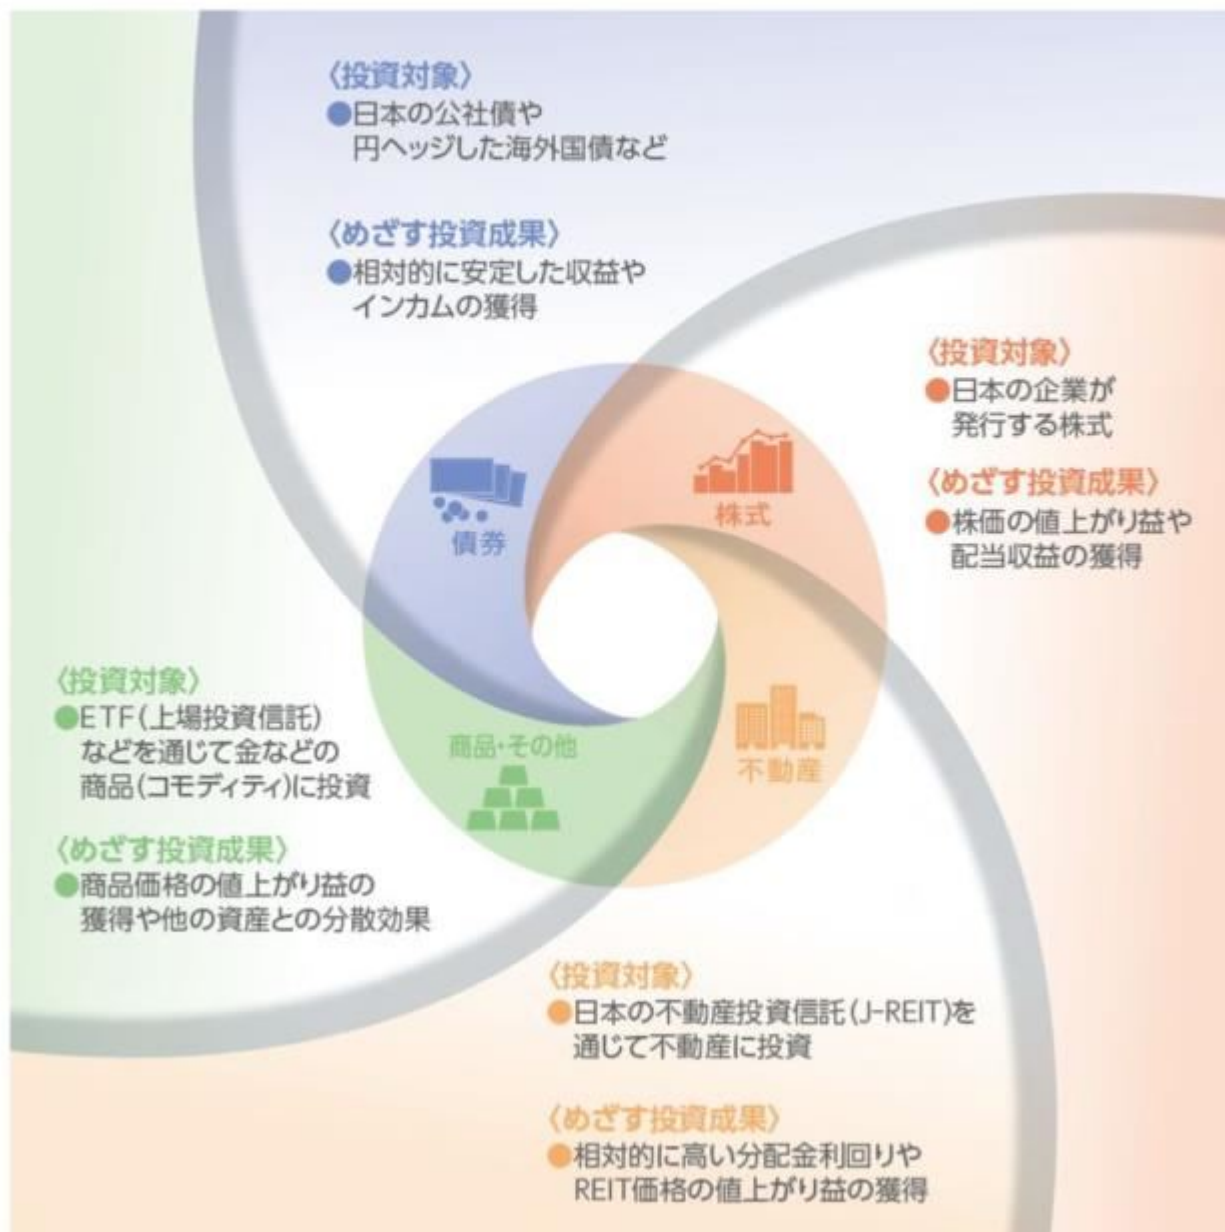 〈投資対象〉
●日本の公社債や
円ヘッジした海外国債など
〈めざす投資成果〉
●相対的に安定した収益や
インカムの獲得
〈投資対象〉
●日本の企業が
発行する株式
〈めざす投資成果〉
●株価の値上がり益や
配当収益の獲得
債券
株式
商品・その他
不動産
〈投資対象〉
●ETF(上場投資信託)
などを通じて金などの
商品(コモディティ)に投資
〈めざす投資成果〉
●商品価格の値上がり益の
獲得や他の資産との分散効果
〈投資対象〉
●日本の不動産投資信託(J-REIT)を
通じて不動産に投資
〈めざす投資成果〉
●相対的に高い分配金利回りや
REIT価格の値上がり益の獲得